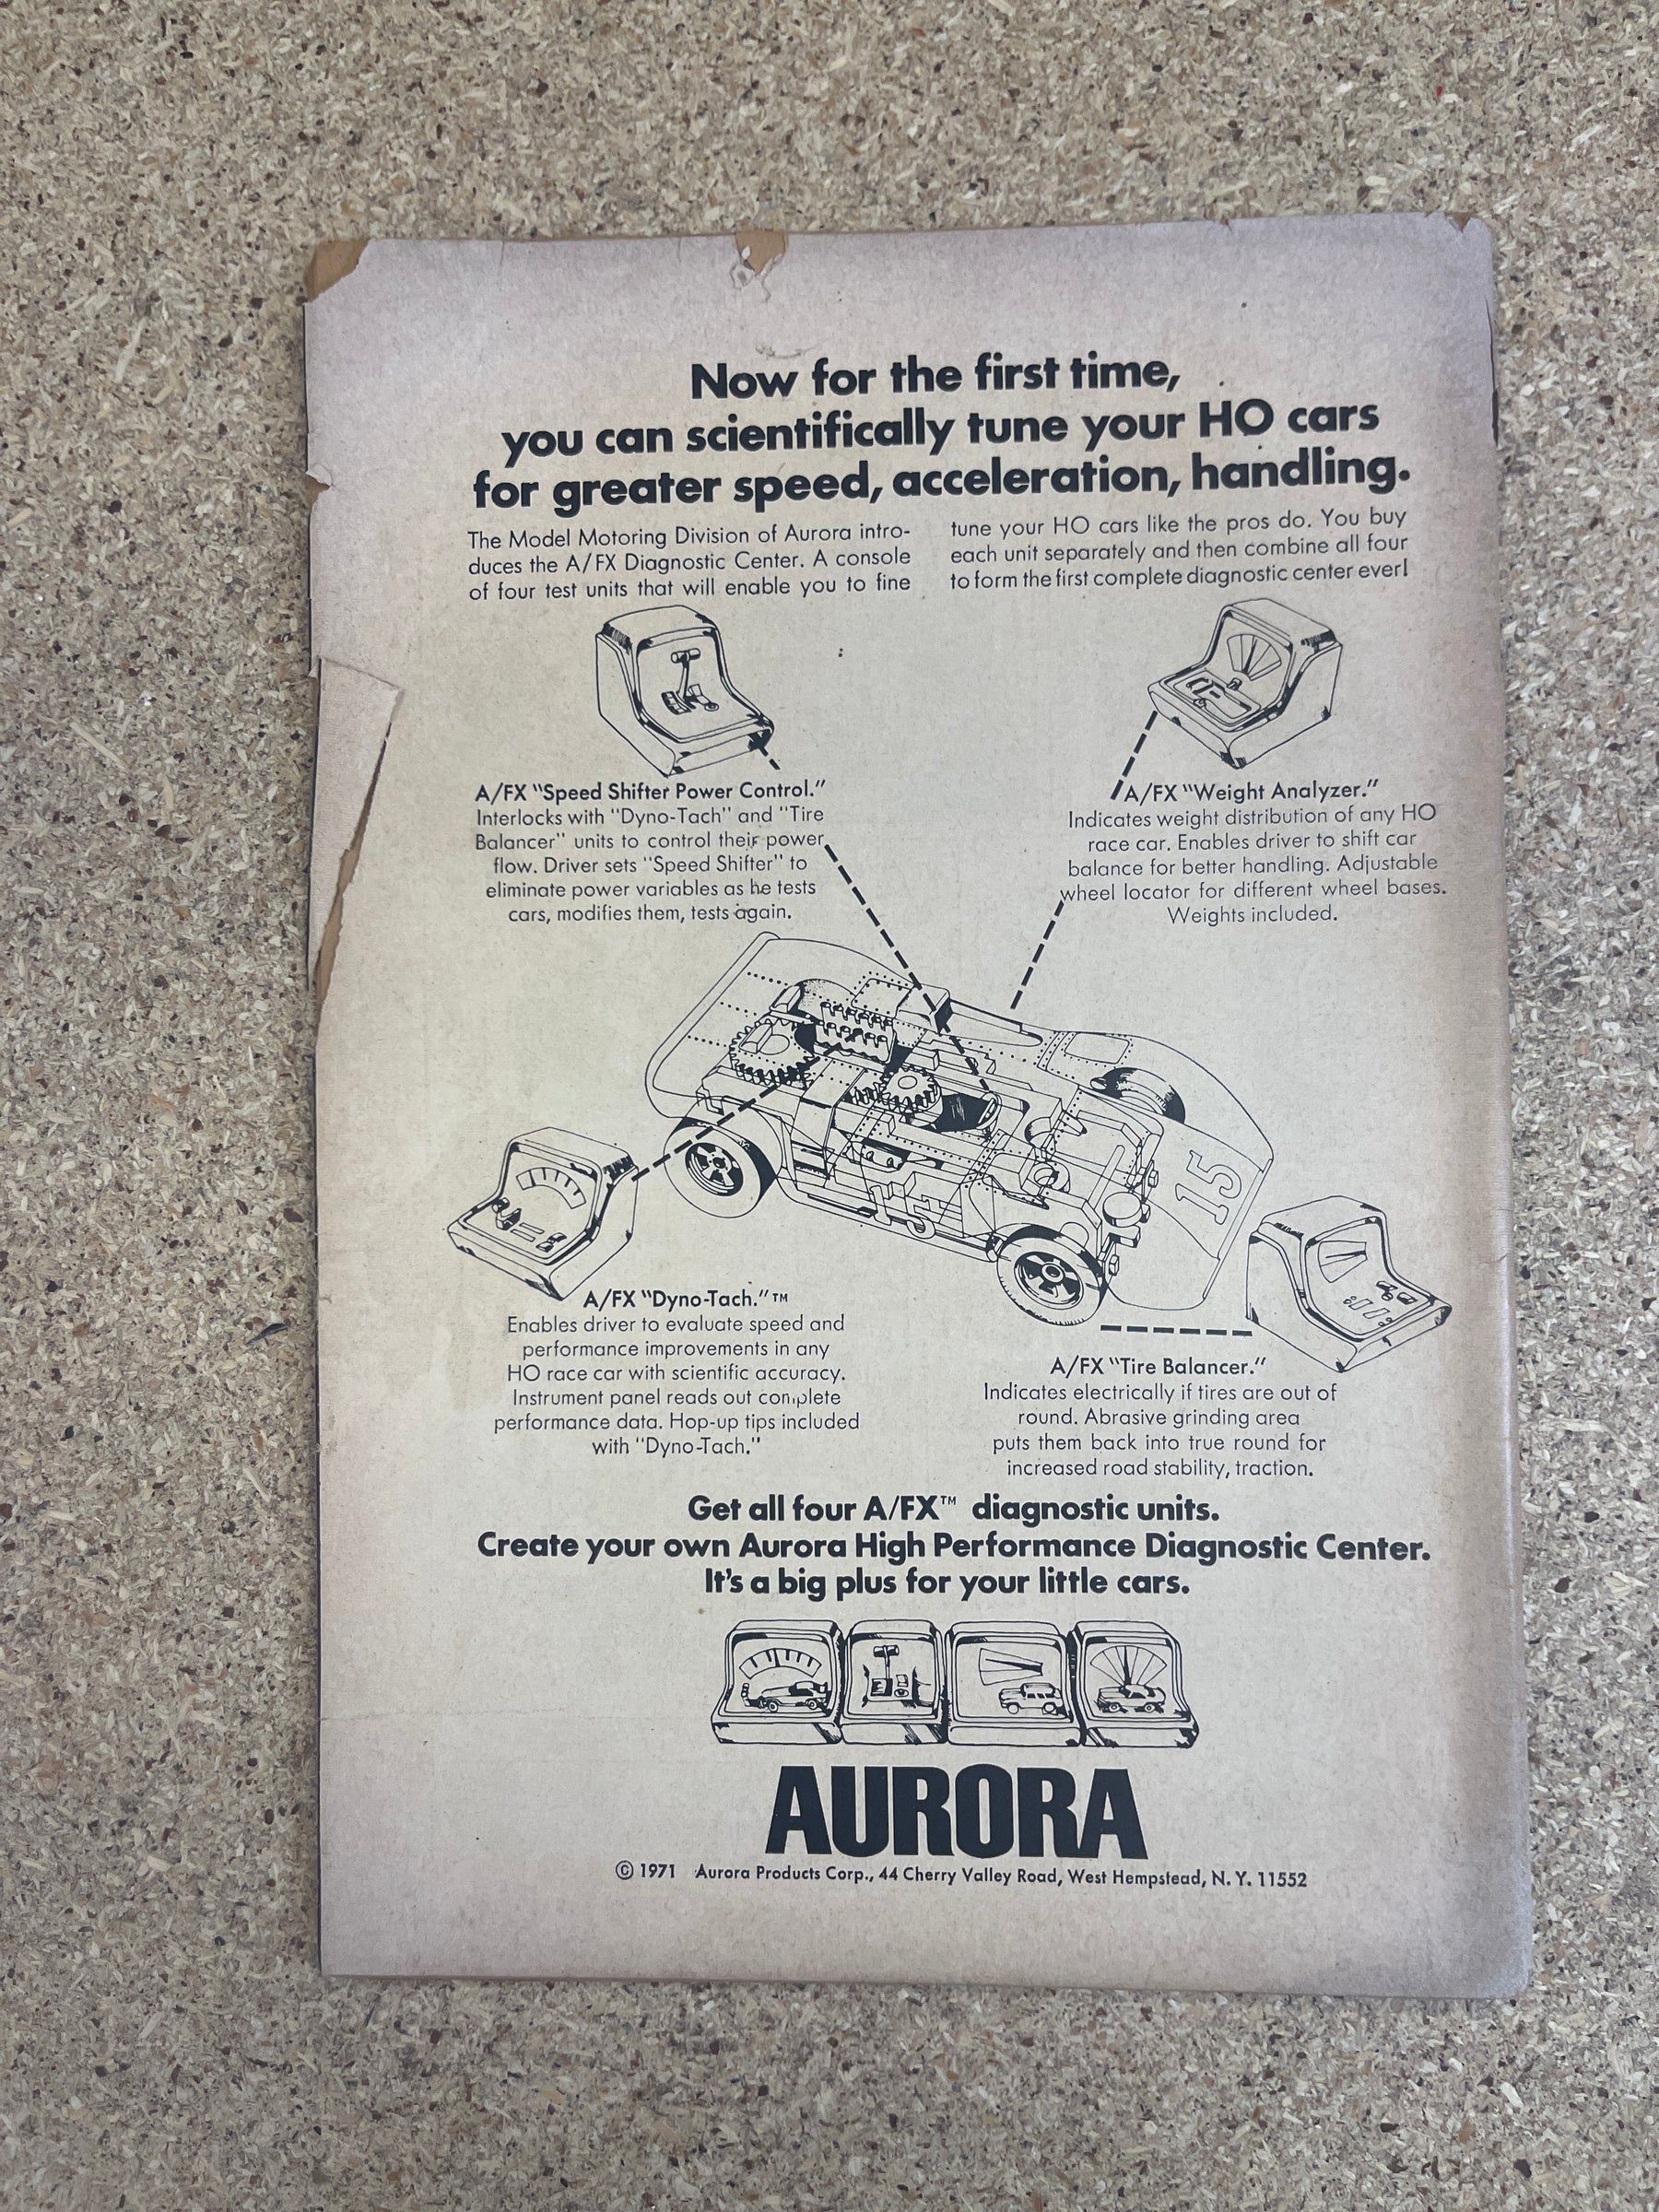 Now for the first time,
you can scientifically tune your HO cars
for greater speed, acceleration, handling.
The Model Motoring Division of Aurora intro-
duces the A/FX Diagnostic Center. A console
of four test units that will enable you to fine
tune your HO cars like the pros do. You buy
each unit separately and then combine all four
to form the first complete diagnostic center ever!
A/FX "Speed Shifter Power Control."
Interlocks with "Dyno-Tach" and "Tire
Balancer" units to control their power
flow. Driver sets "Speed Shifter" to
eliminate power variables as he tests
cars, modifies them, tests again.
A/FX "Weight Analyzer."
Indicates weight distribution of any HO
race car. Enables driver to shift car
balance for better handling. Adjustable
wheel locator for different wheel bases.
Weights included.
15
15
A/FX "Dyno-Tach."™
Enables driver to evaluate speed and
performance improvements in any
HO race car with scientific accuracy.
Instrument panel reads out complete
performance data. Hop-up tips included
with "Dyno-Tach."
A/FX "Tire Balancer."
Indicates electrically if tires are out of
round. Abrasive grinding area
puts them back into true round for
increased road stability, traction.
Get all four A/FX™ diagnostic units.
Create your own Aurora High Performance Diagnostic Center.
It's a big plus for your little cars.
AURORA
© 1971 Aurora Products Corp., 44 Cherry Valley Road, West Hempstead, N. Y. 11552